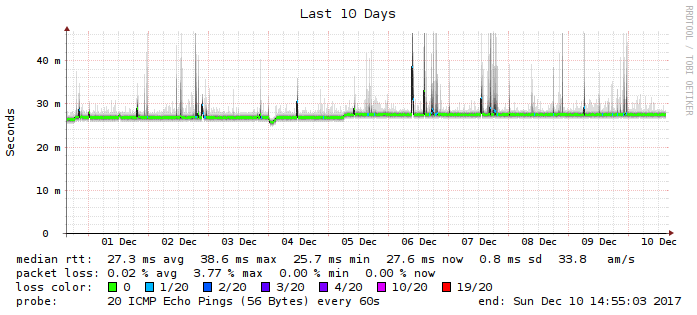 Last 10 Days
RRDTOOL / TOBI OETIKER
Seconds
40 m
30 m
20 m
10 m
0
01 Dec 02 Dec 03 Dec 04 Dec 05 Dec 06 Dec 07 Dec 08 Dec 09 Dec 10 Dec
median rtt: 27.3 ms avg 38.6 ms max 25.7 ms min 27.6 ms now 0.8 ms sd 33.8 am/s
packet loss: 0.02 % avg 3.77 % max 0.00 % min 0.00 % now
loss color: 0 1/20 2/20 3/20 4/20 10/20 19/20
probe: 20 ICMP Echo Pings (56 Bytes) every 60s end: Sun Dec 10 14:55:03 2017